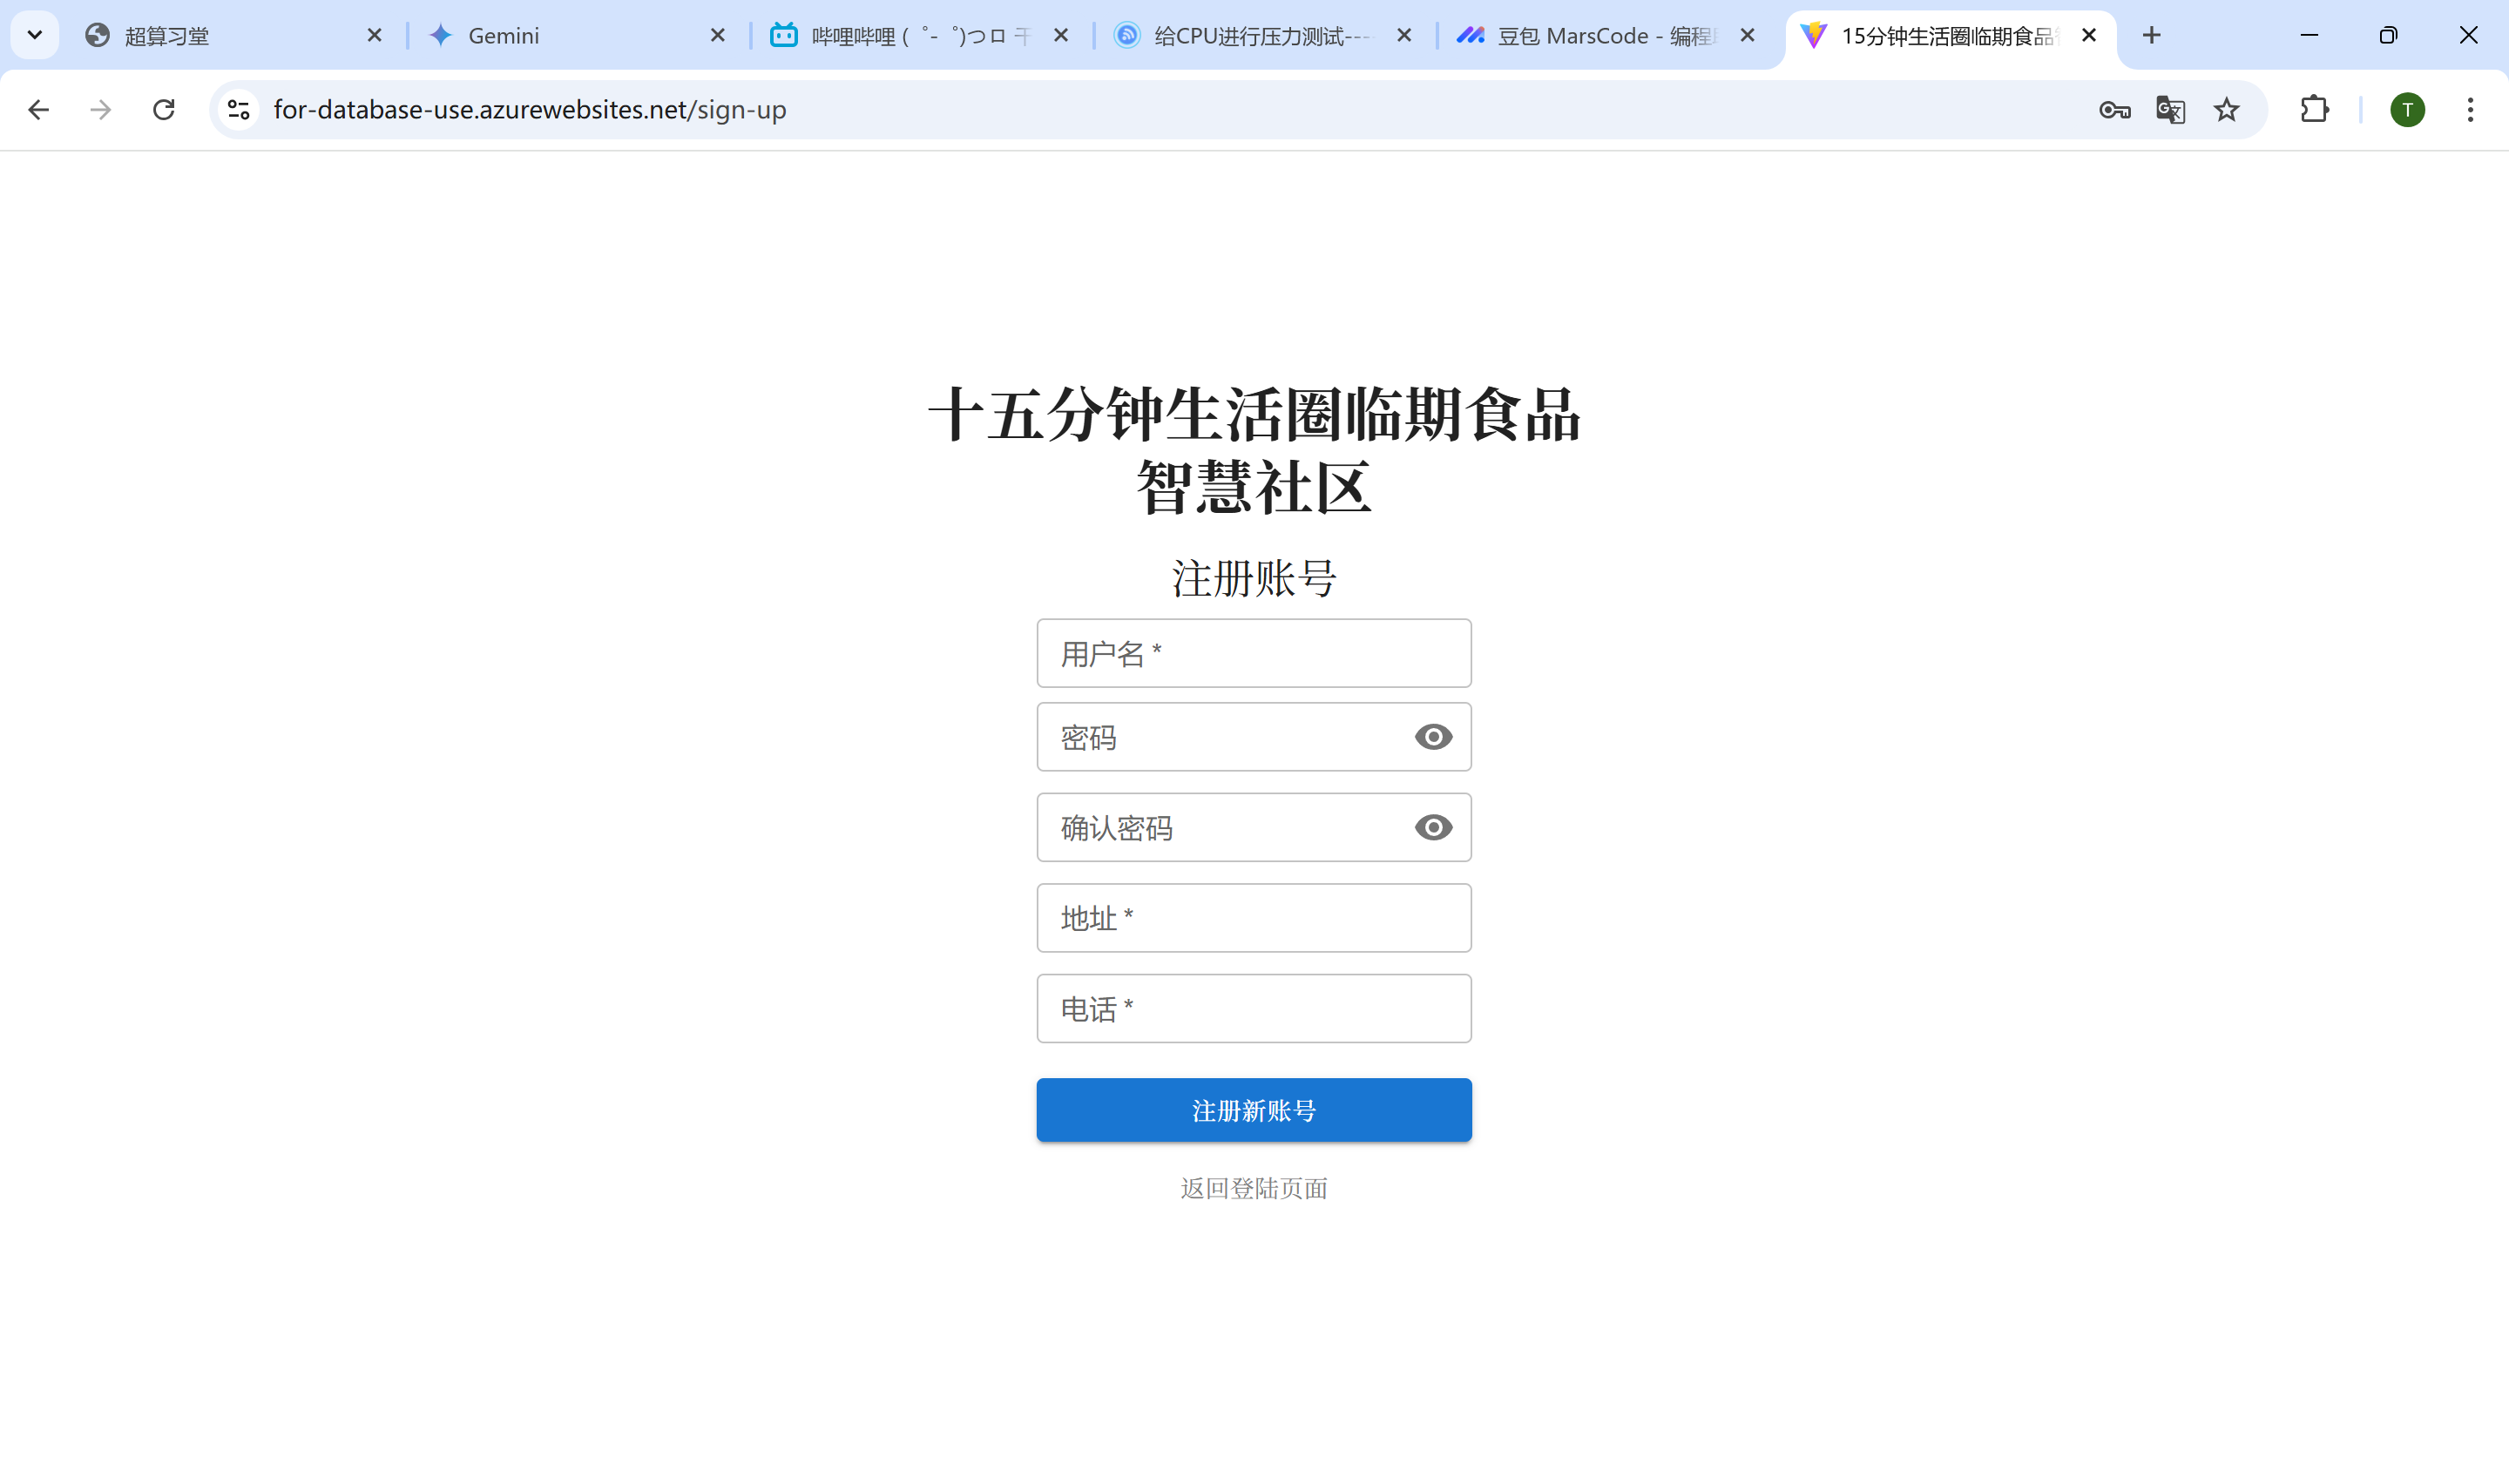 超算习堂
Gemini
哔哩哔哩 (゜-゜)つロ 干
给CPU进行压力测试----
豆包 MarsCode - 编程
15分钟生活圈临期食品
for-database-use.azurewebsites.net/sign-up
T
十五分钟生活圈临期食品
智慧社区
注册账号
用户名 *
密码
确认密码
地址 *
电话 *
注册新账号
返回登陆页面